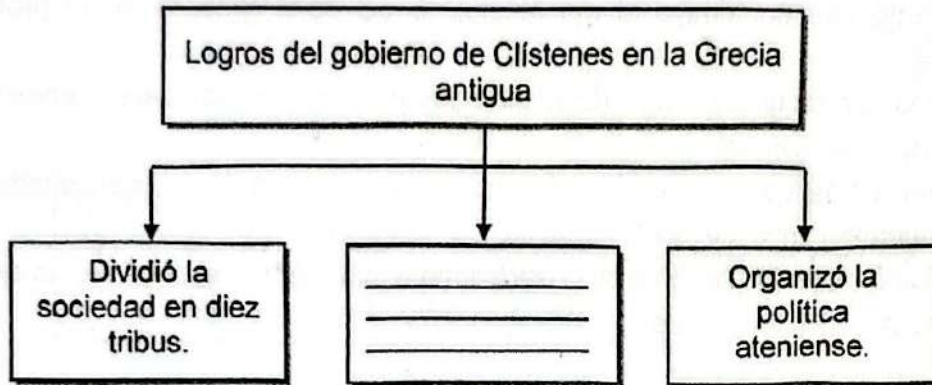 Logros del gobierno de Clístenes en la Grecia
antigua
Dividió la
sociedad en diez
tribus.
Organizó la
política
ateniense.